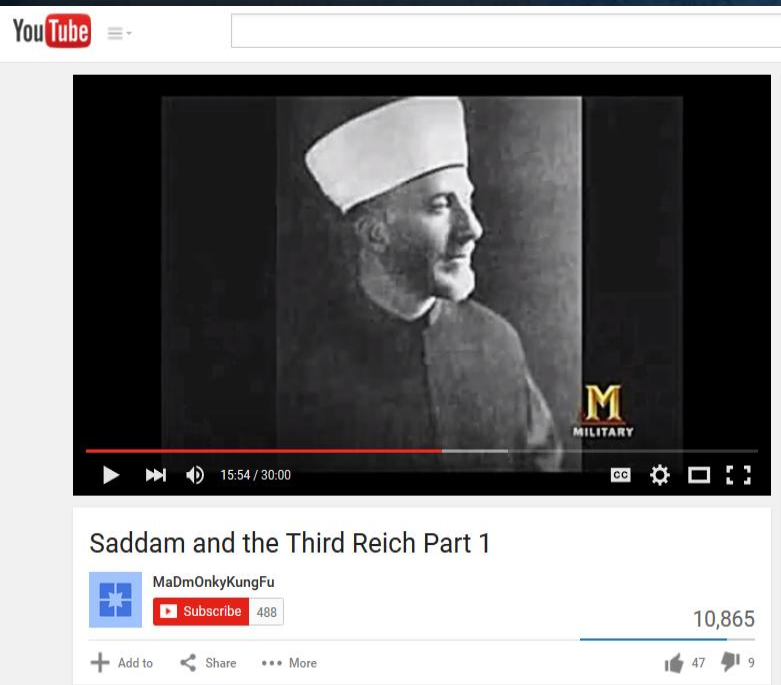 YouTube
M
MILITARY
15:54 / 30:00
CC
Saddam and the Third Reich Part 1
MaDmOnkyKungFu
Subscribe 488
10,865
Add to Share More 47 9